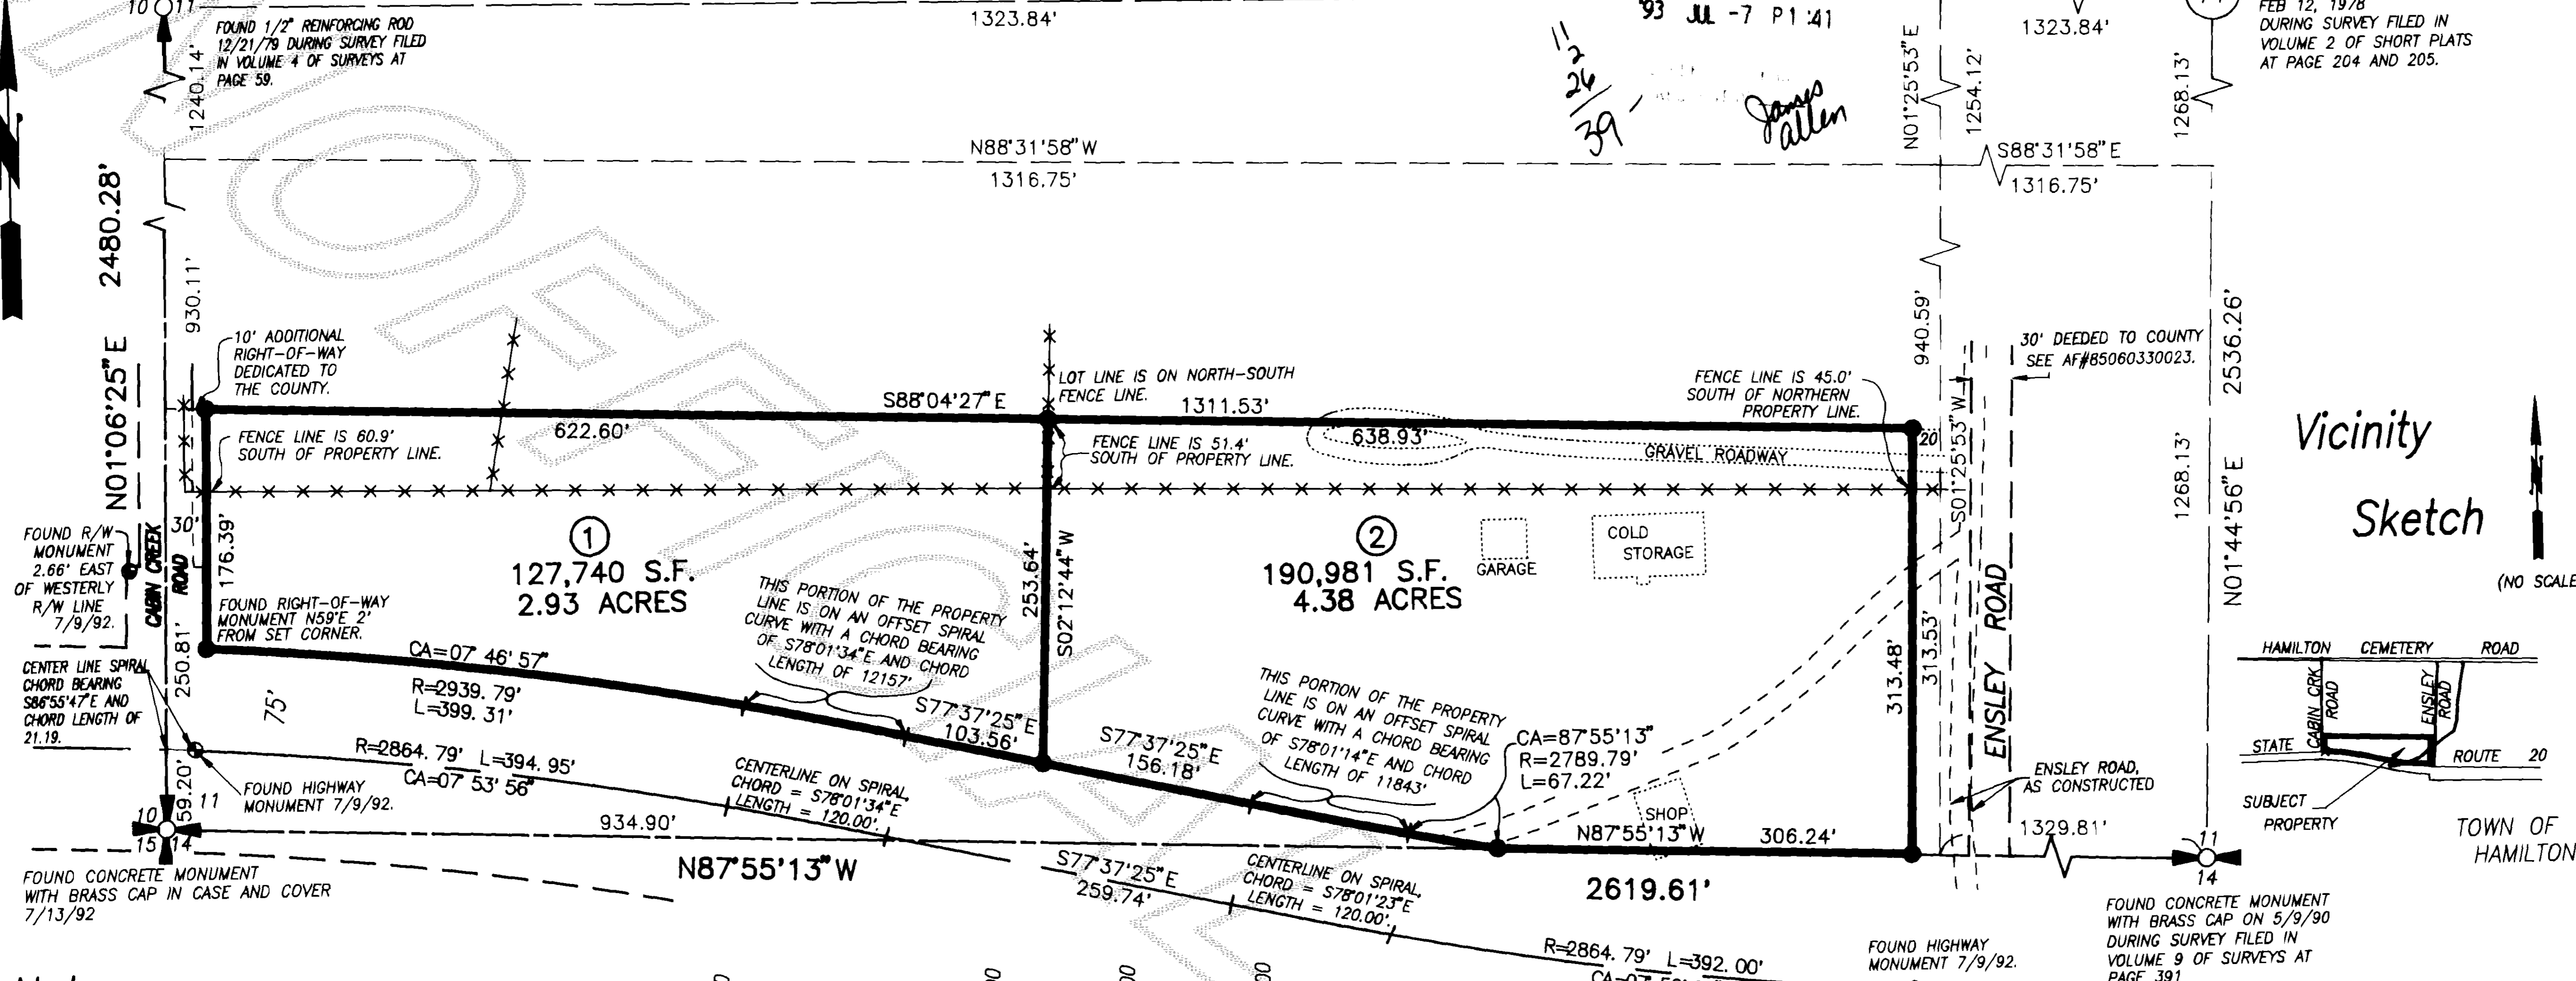 10 11
FOUND 1/2" REINFORCING ROD
12/21/79 DURING SURVEY FILED
IN VOLUME 4 OF SURVEYS AT
PAGE 59.
1240.14'
1323.84'
'93 JUL -7 P1:41
11
2
26
39
James
Allen
N01°25'53"E
1254.12'
1323.84'
1268.13'
FEB 12, 1978
DURING SURVEY FILED IN
VOLUME 2 OF SHORT PLATS
AT PAGE 204 AND 205.
N
N88°31'58"W
1316.75'
S88°31'58"E
1316.75'
N01°06'25"E 2480.28'
930.11'
940.59'
2536.26'
N01°44'56"E
1268.13'
10' ADDITIONAL
RIGHT-OF-WAY
DEDICATED TO
THE COUNTY.
LOT LINE IS ON NORTH-SOUTH
FENCE LINE.
FENCE LINE IS 45.0'
SOUTH OF NORTHERN
PROPERTY LINE.
30' DEEDED TO COUNTY
SEE AF#85060330023.
S88°04'27"E
1311.53'
622.60'
638.93'
20
S01°25'53"W
FENCE LINE IS 60.9'
SOUTH OF PROPERTY LINE.
FENCE LINE IS 51.4'
SOUTH OF PROPERTY LINE.
GRAVEL ROADWAY
Vicinity
Sketch
N
(NO SCALE
FOUND R/W
MONUMENT
2.66' EAST
OF WESTERLY
R/W LINE
7/9/92.
CABIN CREEK
ROAD
30'
176.39'
1
127,740 S.F.
2.93 ACRES
2
190,981 S.F.
4.38 ACRES
GARAGE
COLD
STORAGE
253.64'
S02°12'44"W
THIS PORTION OF THE PROPERTY
LINE IS ON AN OFFSET SPIRAL
CURVE WITH A CHORD BEARING
OF S78°01'34"E AND CHORD
LENGTH OF 12157'
FOUND RIGHT-OF-WAY
MONUMENT N59°E 2'
FROM SET CORNER.
250.81'
CENTER LINE SPIRAL
CHORD BEARING
S86°55'47"E AND
CHORD LENGTH OF
21.19.
75'
CA=07° 46' 57"
R=2939.79'
L=399.31'
S77°37'25"E
103.56'
S77°37'25"E
156.18'
THIS PORTION OF THE PROPERTY
LINE IS ON AN OFFSET SPIRAL
CURVE WITH A CHORD BEARING
OF S78°01'14"E AND CHORD
LENGTH OF 11843'
CA=87°55'13"
R=2789.79'
L=67.22'
313.48'
313.53'
ENSLEY ROAD
ENSLEY ROAD,
AS CONSTRUCTED
HAMILTON CEMETERY ROAD
CABIN CRK
ROAD
ENSLEY
ROAD
STATE ROUTE 20
SUBJECT
PROPERTY
TOWN OF
HAMILTON
R=2864.79' L=394.95'
CA=07° 53' 56"
FOUND HIGHWAY
MONUMENT 7/9/92.
59.20'
10 11
15 14
CENTERLINE ON SPIRAL,
CHORD = S78°01'34"E
LENGTH = 120.00'.
SHOP
N87°55'13"W 306.24'
934.90'
N87°55'13"W
2619.61'
1329.81'
11
14
S77°37'25"E
259.74'
CENTERLINE ON SPIRAL,
CHORD = S78°01'23"E
LENGTH = 120.00'.
FOUND CONCRETE MONUMENT
WITH BRASS CAP IN CASE AND COVER
7/13/92
R=2864.79' L=392.00'
FOUND HIGHWAY
MONUMENT 7/9/92.
FOUND CONCRETE MONUMENT
WITH BRASS CAP ON 5/9/90
DURING SURVEY FILED IN
VOLUME 9 OF SURVEYS AT
PAGE 391